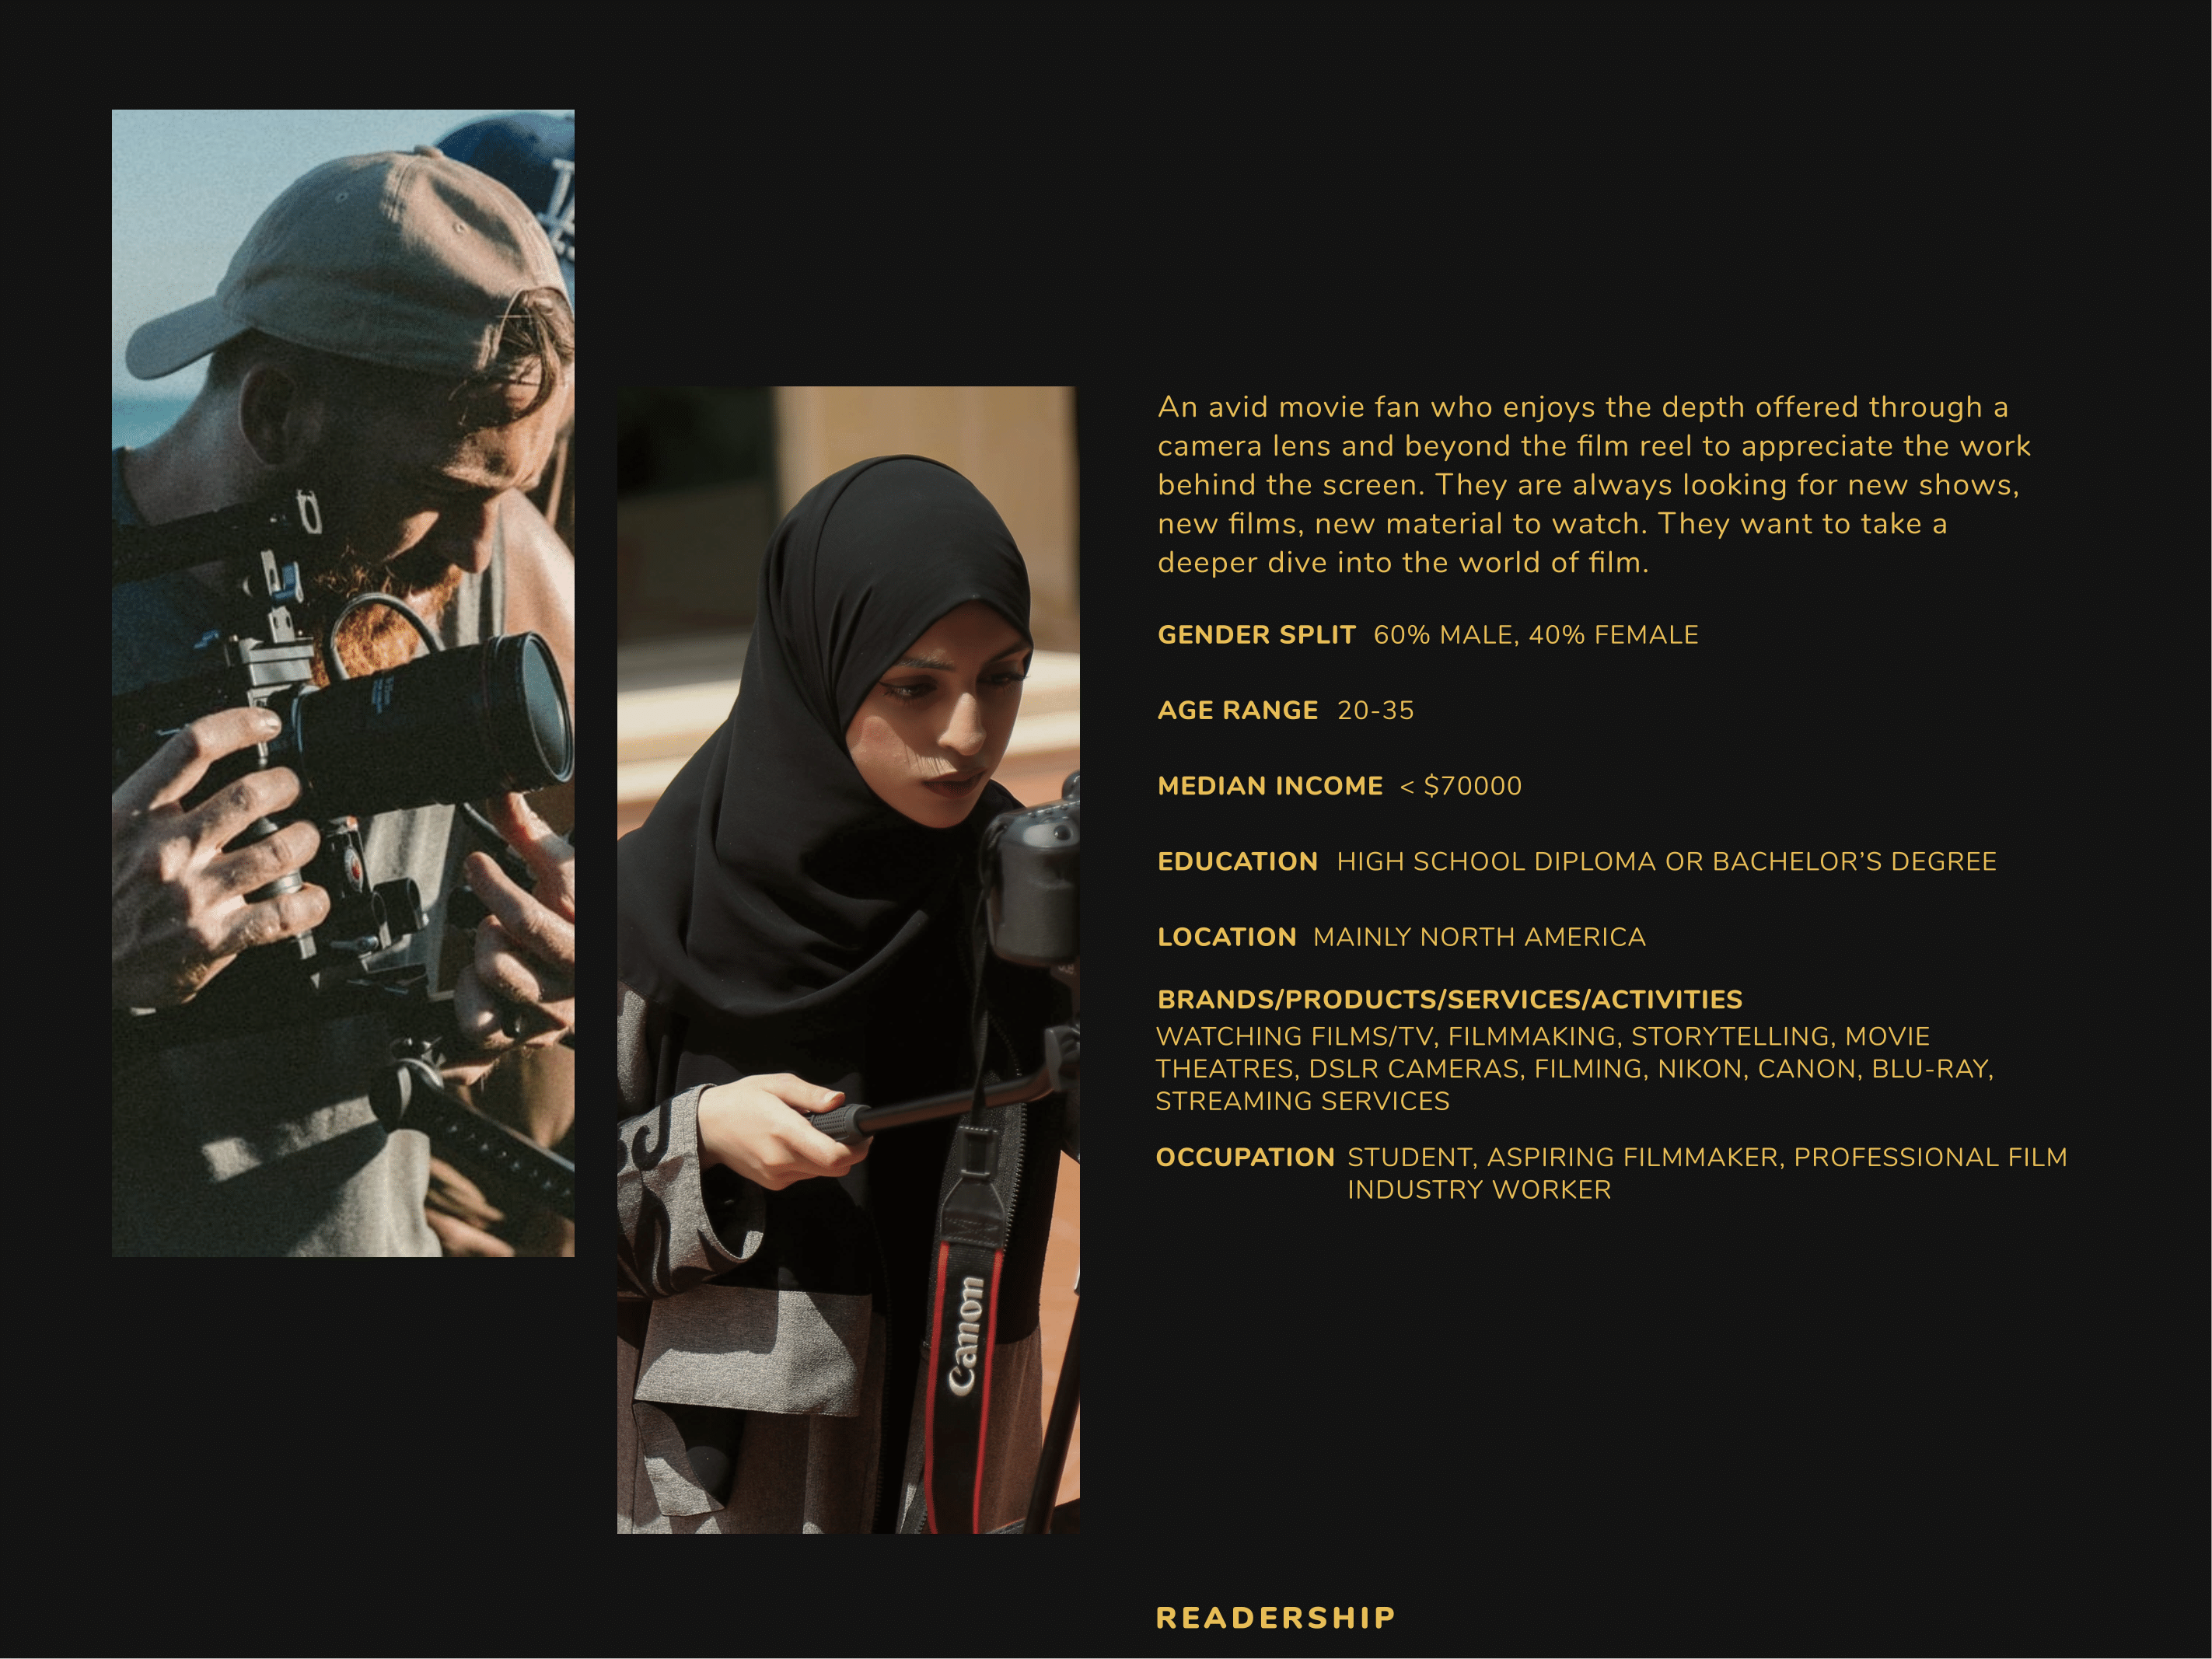 An avid movie fan who enjoys the depth offered through a
camera lens and beyond the film reel to appreciate the work
behind the screen. They are always looking for new shows,
new films, new material to watch. They want to take a
deeper dive into the world of film.
GENDER SPLIT 60% MALE, 40% FEMALE
AGE RANGE 20-35
MEDIAN INCOME < $70000
EDUCATION HIGH SCHOOL DIPLOMA OR BACHELOR’S DEGREE
LOCATION MAINLY NORTH AMERICA
BRANDS/PRODUCTS/SERVICES/ACTIVITIES
WATCHING FILMS/TV, FILMMAKING, STORYTELLING, MOVIE
THEATRES, DSLR CAMERAS, FILMING, NIKON, CANON, BLU-RAY,
STREAMING SERVICES
OCCUPATION STUDENT, ASPIRING FILMMAKER, PROFESSIONAL FILM
INDUSTRY WORKER
Canon
READERSHIP